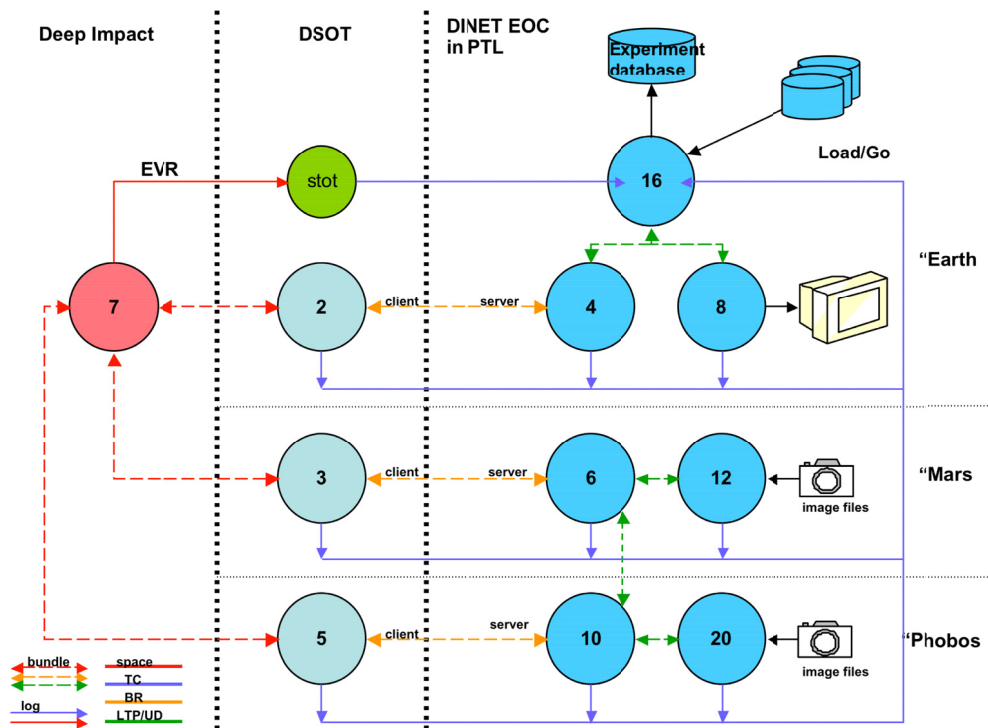 Deep Impact
DSOT
DINET EOC
in PTL
Experiment
database
Load/Go
EVR
stot
16
"Earth
7
2
client
server
4
8
3
client
server
6
12
image files
"Mars
5
client
server
10
20
image files
"Phobos
bundle
space
TC
BR
log
LTP/UD